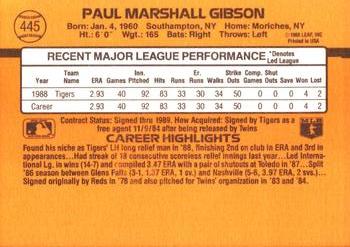 445
PAUL MARSHALL GIBSON
Born: Jan. 4, 1960 Southampton, NY Home: Moriches, NY
Ht: 6'0" Wgt: 165 Bats: Right Throws: Left
© 1988 LEAF, INC.
Printed in USA
RECENT MAJOR LEAGUE PERFORMANCE *Denotes Led League
Year Team Name ERA Games Inn. Pitched Hits Runs Err. Runs Walks Strike Outs Comp. Games Shut Outs Saves Won Lost
1988 Tigers 2.93 40 92 83 33 30 34 50 0 0 0 4 2
Career 2.93 40 92 83 33 30 34 50 0 0 0 4 2
Contract Status: Signed thru 1989. How Acquired: Signed by Tigers as a
free agent 11/9/84 after being released by Twins
CAREER HIGHLIGHTS
Found his niche as Tigers' LH long relief man in '88, finishing 2nd on club in ERA and 3rd in
appearances...Had streak of 18 consecutive scoreless relief innings last year...Led International
Lg. in wins (14-7) and compiled 3.47 ERA with a pair of shutouts at Toledo in '87...Split
'86 season between Glens Falls (3-1, 1.37 ERA, 1 sv.) and Nashville (5-6, 3.97 ERA, 2 svs.)
...Signed originally by Reds in '78 and also pitched for Twins' organization in '83 and '84.